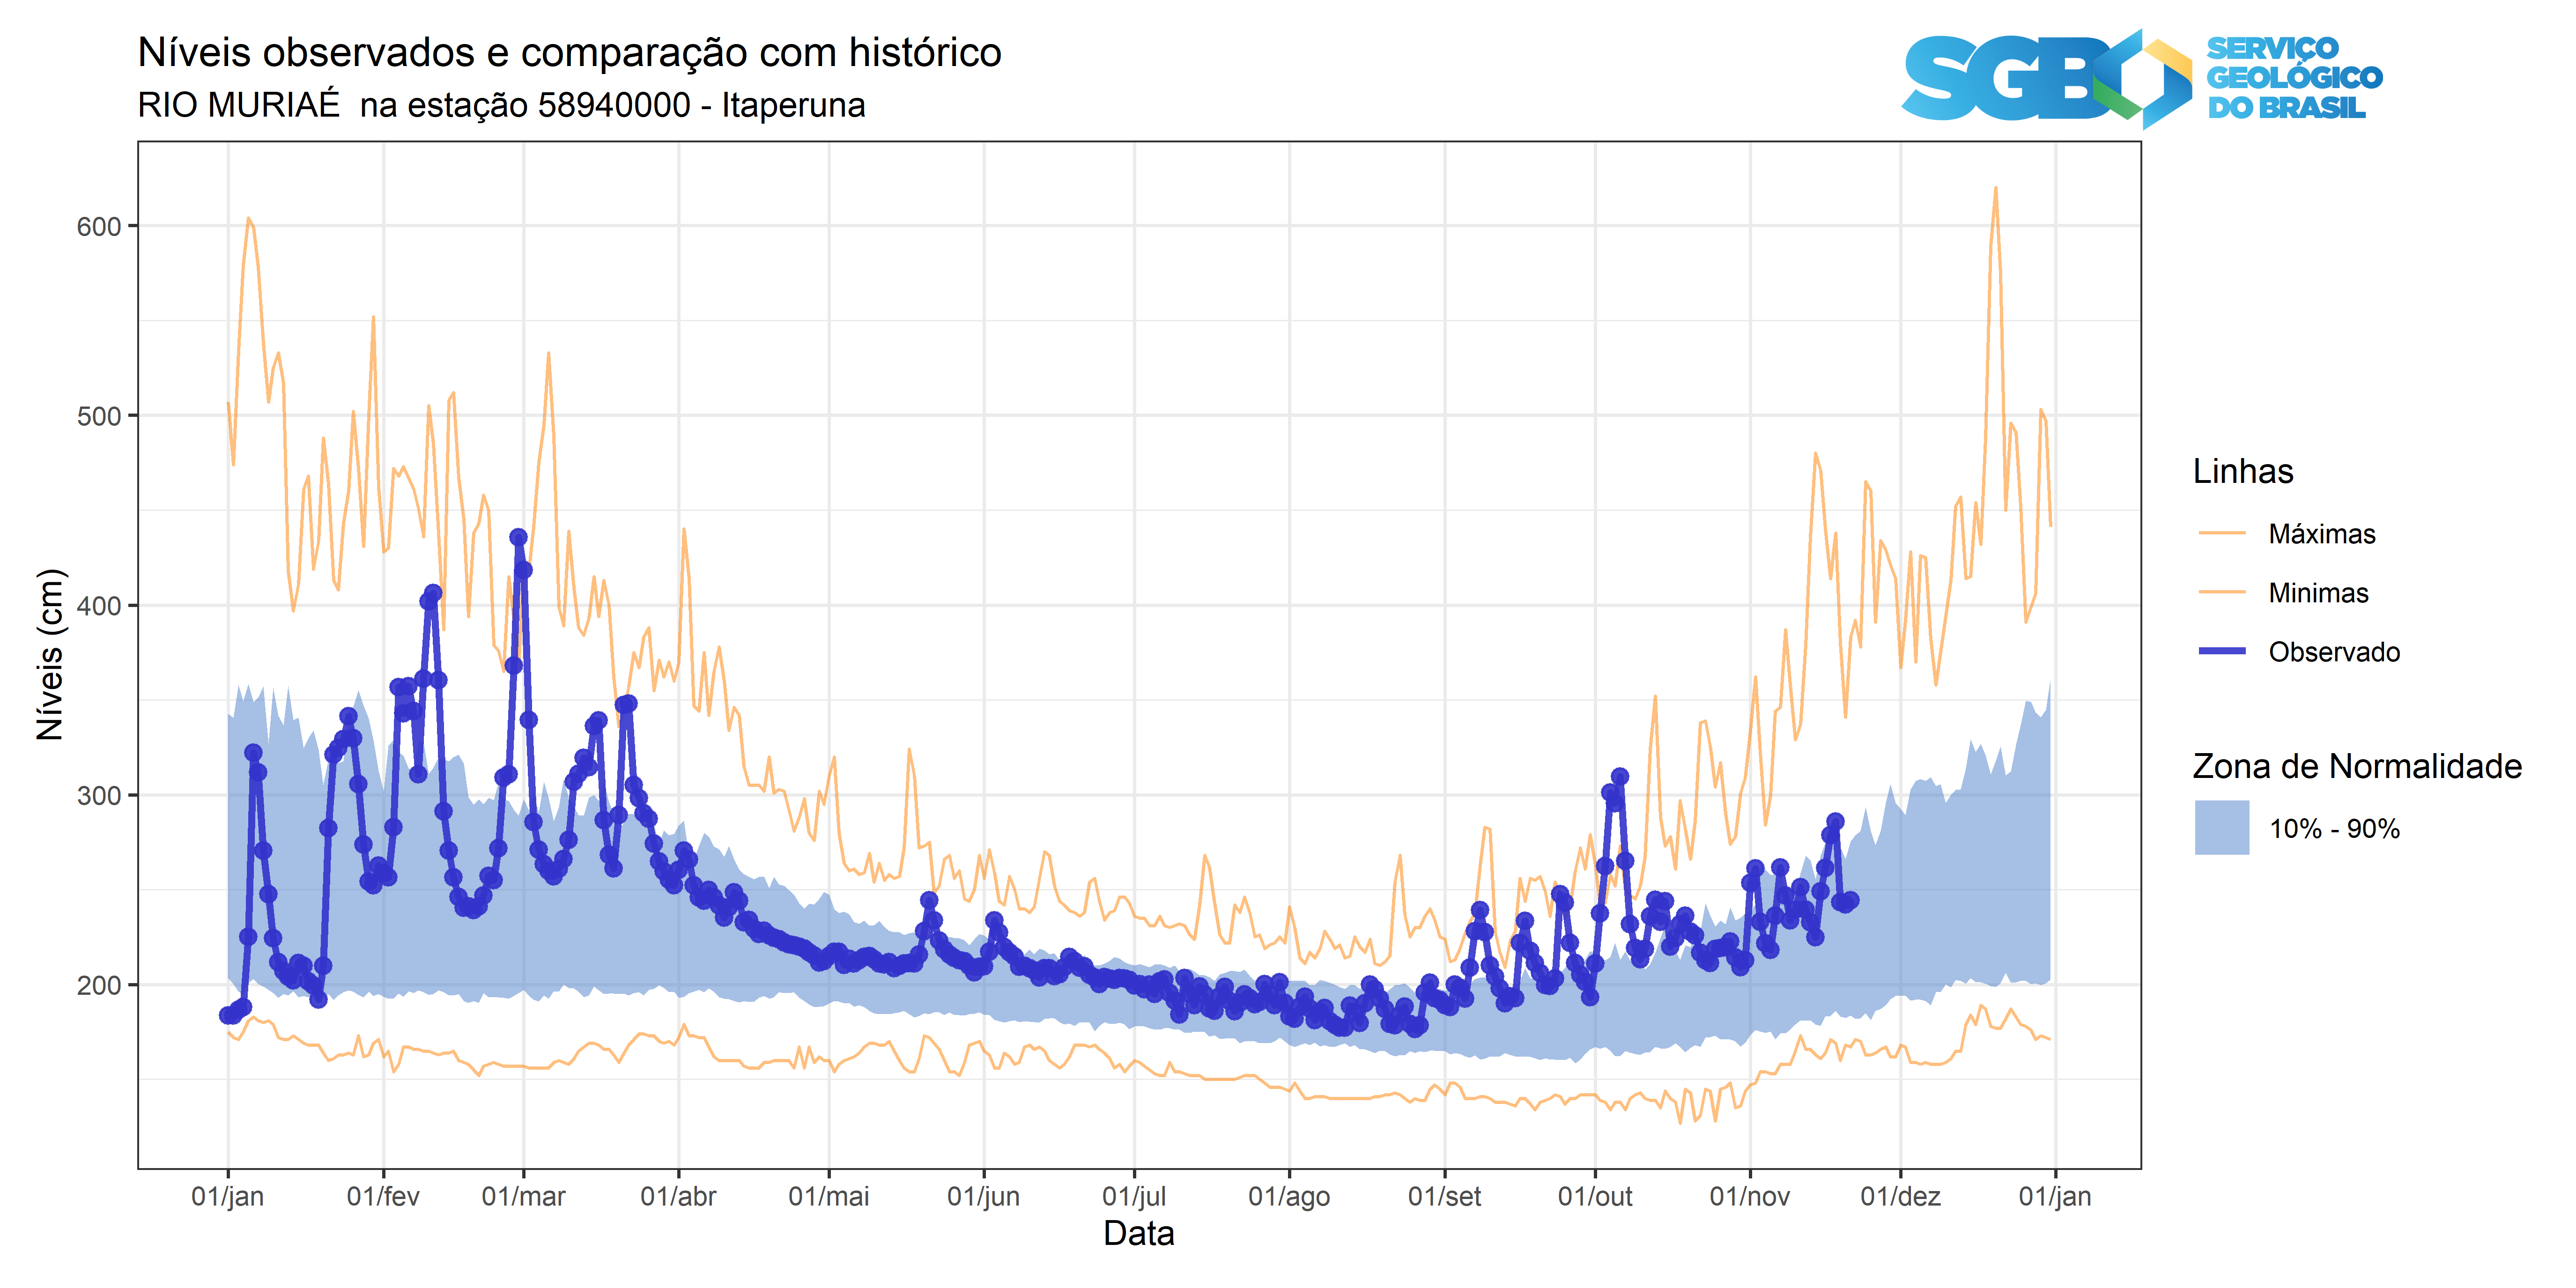 Níveis observados e comparação com histórico
RIO MURIAÉ  na estação 58940000 - Itaperuna
SGB
SERVIÇO
GEOLÓGICO
DO BRASIL
Níveis (cm)
600
500
400
300
200
01/jan
01/fev
01/mar
01/abr
01/mai
01/jun
01/jul
01/ago
01/set
01/out
01/nov
01/dez
01/jan
Data
Linhas
Máximas
Minimas
Observado
Zona de Normalidade
10% - 90%